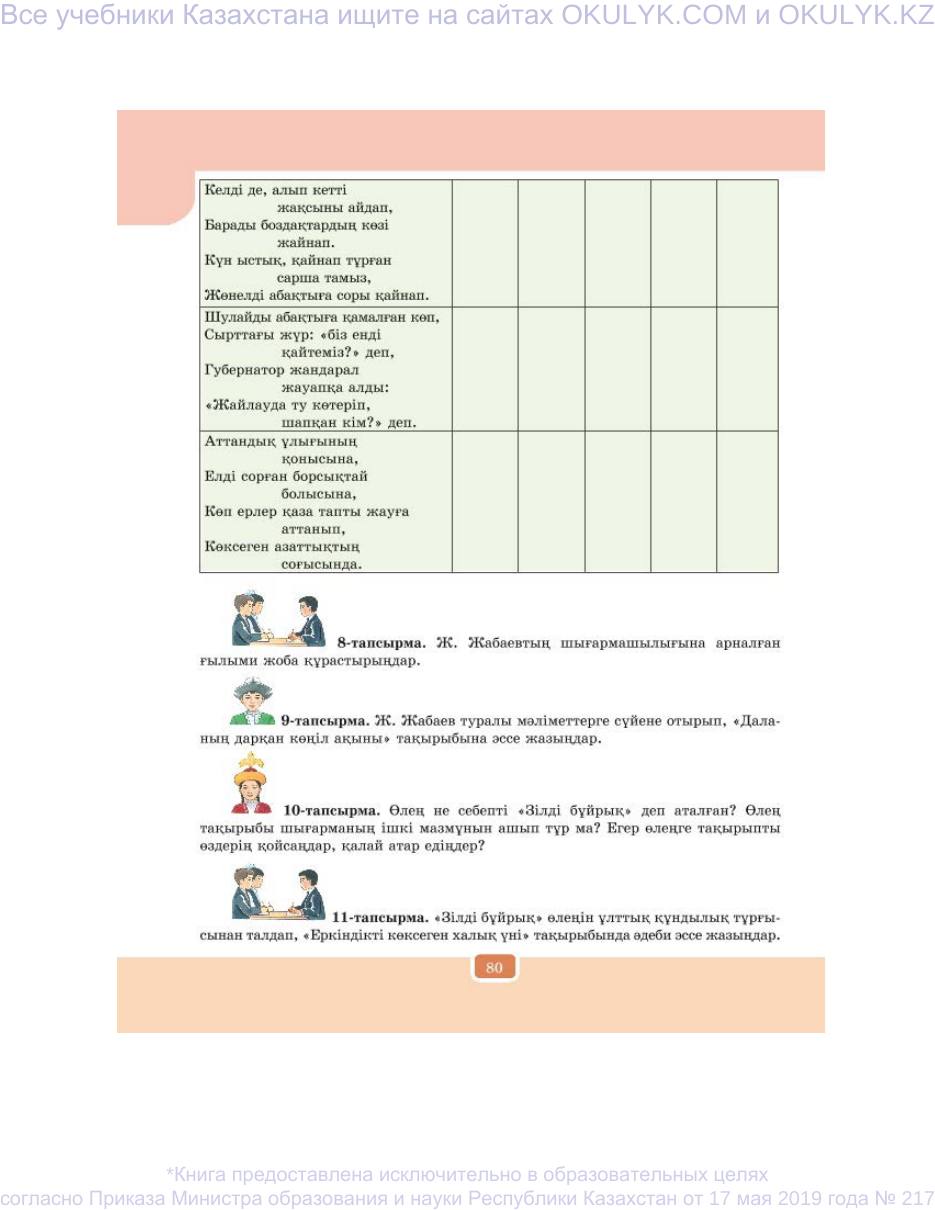 Все учебники Казахстана ищите на сайтах OKULYK.COM и OKULYK.KZ
Келді де, алып кетті
жақсыны айдап,
Барады боздақтардың көзі
жайнап.
Күн ыстық, қайнап тұрған
сарша тамыз,
Жөнелді абақтыға соры қайнап.
Шулайды абақтыға қамалған көп,
Сырттағы жүр: «біз енді
қайтеміз?» деп,
Губернатор жандарал
жауапқа алды:
«Жайлауда ту көтеріп,
шапқан кім?» деп.
Аттандық ұлығының
қонысына,
Елді сорған борсықтай
болысына,
Көп ерлер қаза тапты жауға
аттанып,
Көксеген азаттықтың
соғысында.
8-тапсырма. Ж. Жабаевтың шығармашылығына арналған
ғылыми жоба құрастырыңдар.
9-тапсырма. Ж. Жабаев туралы мәліметтерге сүйене отырып, «Дала-
ның дарқан көңіл ақыны» тақырыбына эссе жазыңдар.
10-тапсырма. Өлең не себепті «Зілді бұйрық» деп аталған? Өлең
тақырыбы шығарманың ішкі мазмұнын ашып тұр ма? Егер өлеңге тақырыпты
өздерің қойсаңдар, қалай атар едіңдер?
11-тапсырма. «Зілді бұйрық» өлеңін ұлттық құндылық тұрғы-
сынан талдап, «Еркіндікті көксеген халық үні» тақырыбында әдеби эссе жазыңдар.
80
*Книга предоставлена исключительно в образовательных целях
согласно Приказа Министра образования и науки Республики Казахстан от 17 мая 2019 года № 217